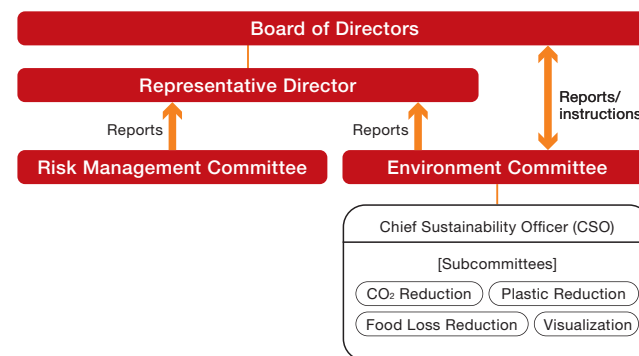 Board of Directors
Representative Director
Reports/
instructions
Reports
Reports
Risk Management Committee
Environment Committee
Chief Sustainability Officer (CSO)
[Subcommittees]
CO₂ Reduction
Plastic Reduction
Food Loss Reduction
Visualization